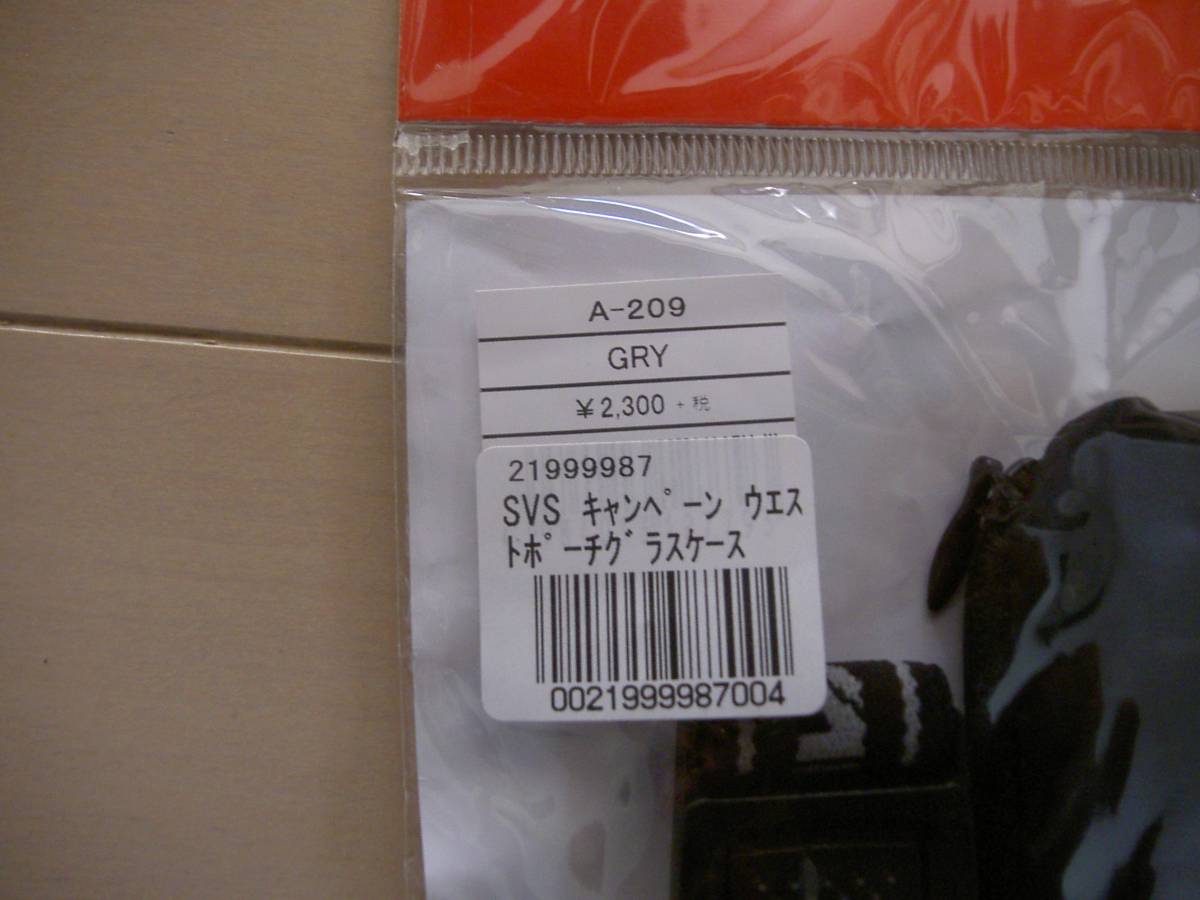 A-209
GRY
¥2,300 + 税
21999987
SVS ｷｬﾝﾍﾟｰﾝ ｳｴｽ
ﾄﾎﾟｰﾁｸﾞﾗｽｹｰｽ
0021999987004